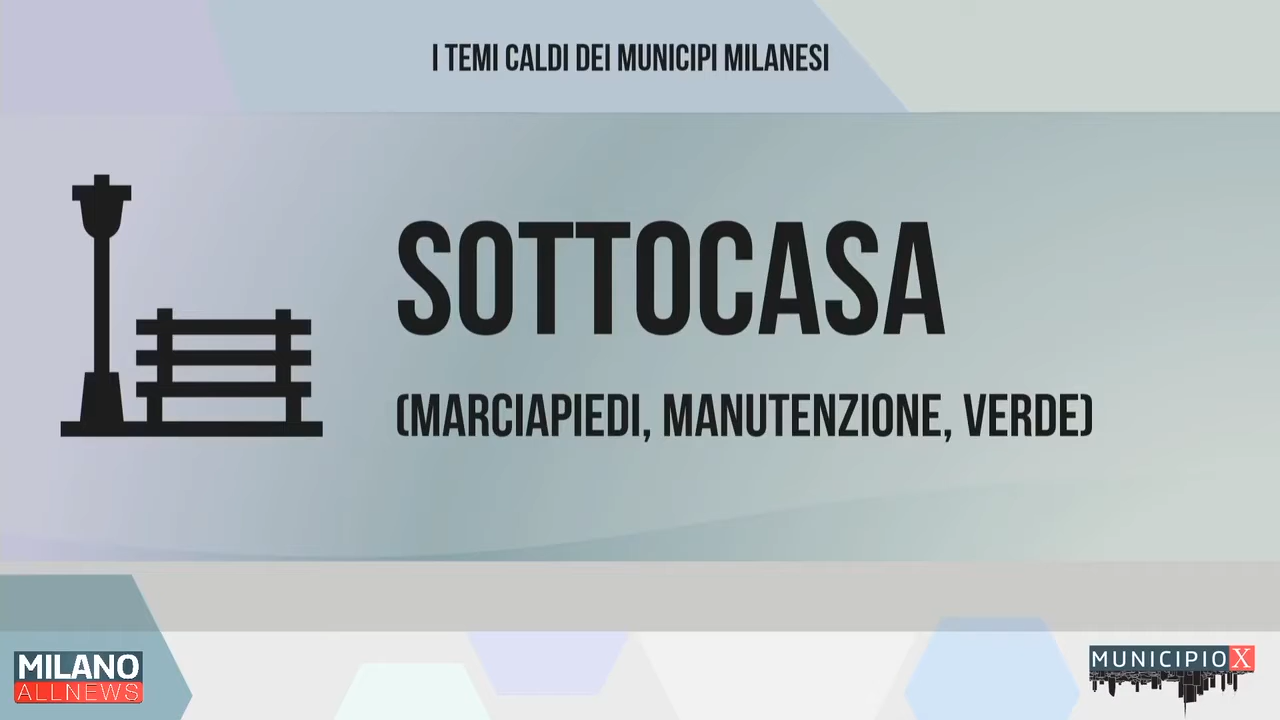 I TEMI CALDI DEI MUNICIPI MILANESI
SOTTOCASA
(MARCIAPIEDI, MANUTENZIONE, VERDE)
MILANO
ALLNEWS
MUNICIPIO X